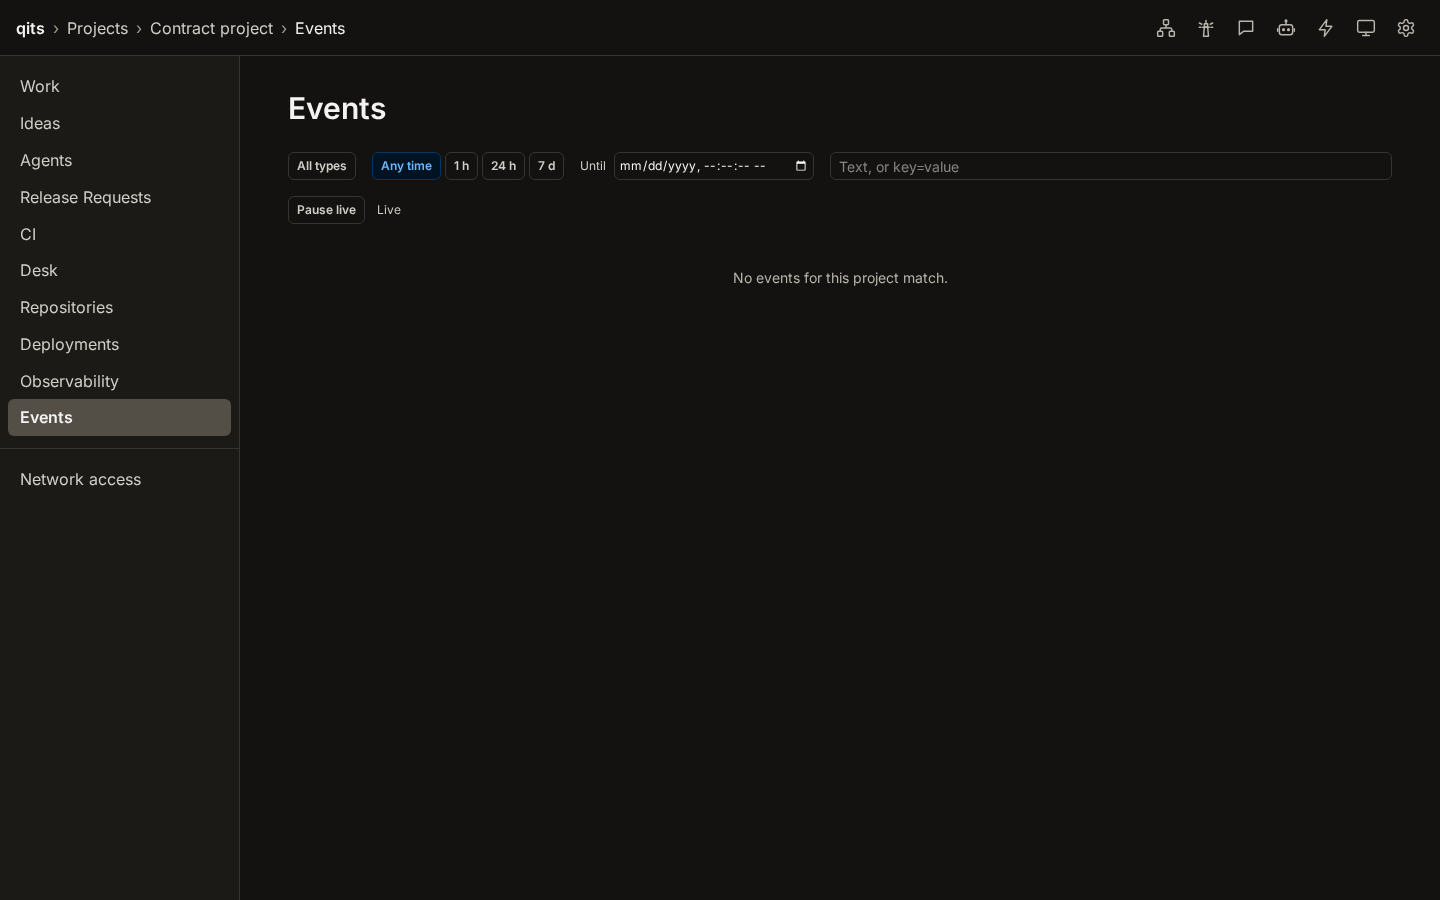 qits › Projects › Contract project › Events
Work
Ideas
Agents
Release Requests
CI
Desk
Repositories
Deployments
Observability
Events
Network access
Events
All types Any time 1 h 24 h 7 d Until mm/dd/yyyy, --:--:-- -- Text, or key=value
Pause live Live
No events for this project match.